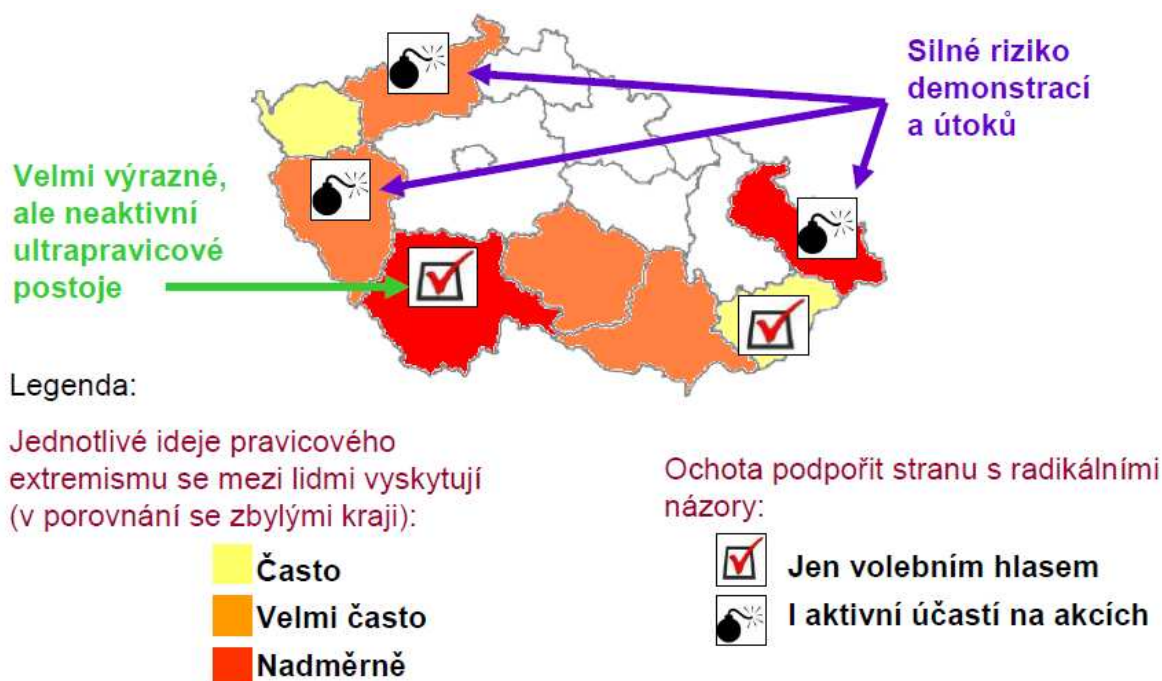 Silné riziko
demonstrací
a útoků
Velmi výrazné,
ale neaktivní
ultrapravicové
postoje
Legenda:
Jednotlivé ideje pravicového
extremismu se mezi lidmi vyskytují
(v porovnání se zbylými kraji):
Často
Velmi často
Nadměrně
Ochota podpořit stranu s radikálními
názory:
Jen volebním hlasem
I aktivní účastí na akcích